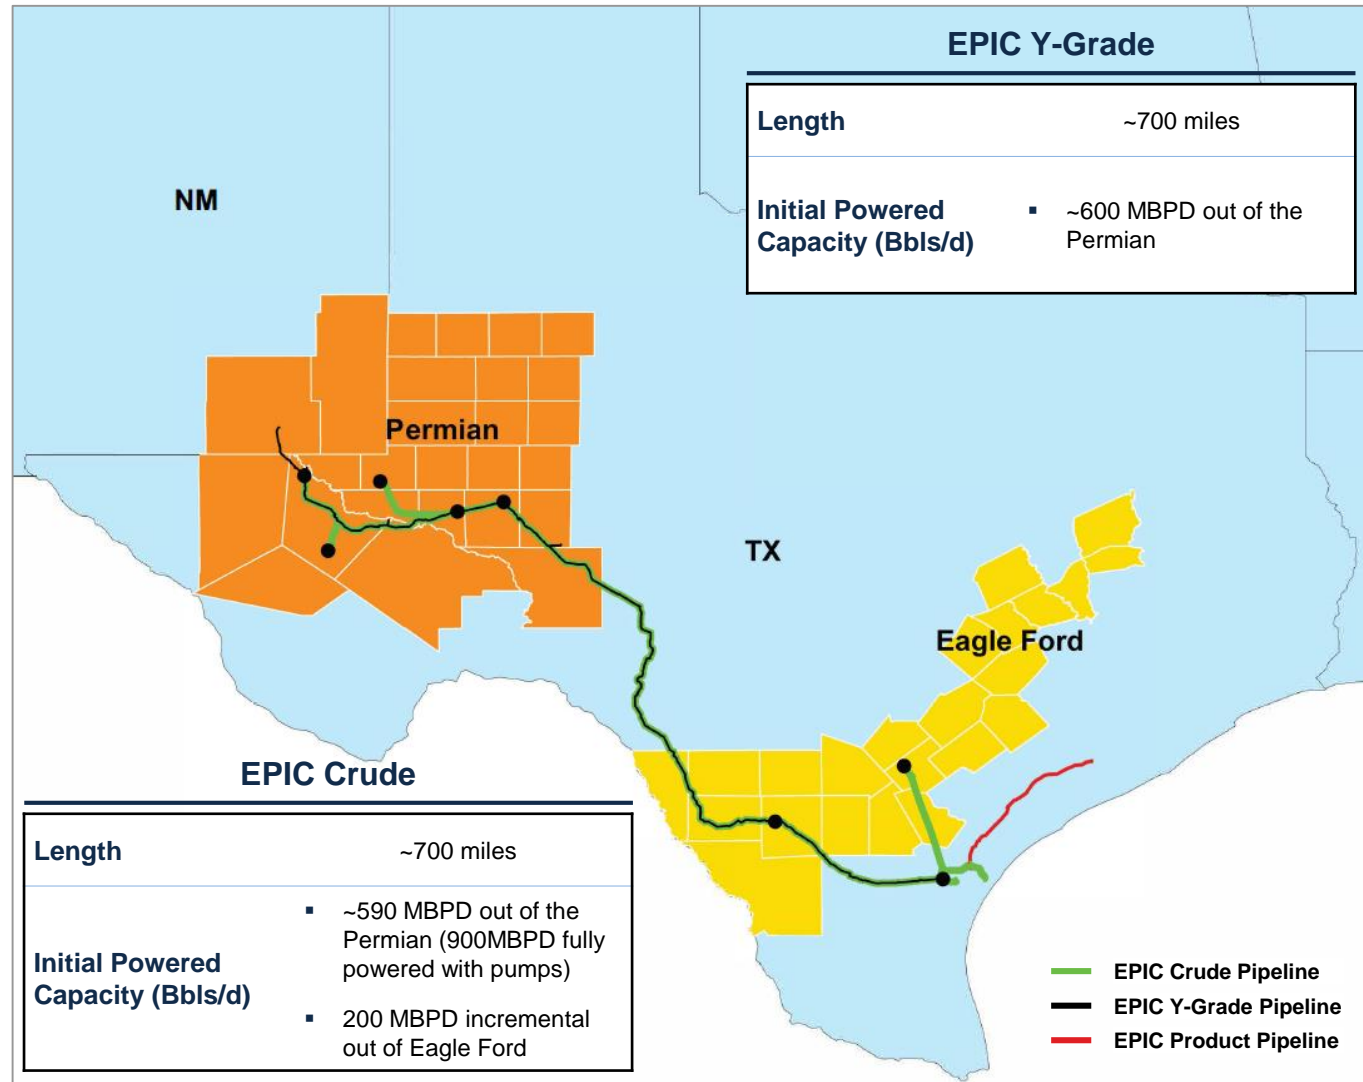 EPIC Y-Grade
Length
~700 miles
Initial Powered
Capacity (Bbls/d)
▪ ~600 MBPD out of the
Permian
NM
Permian
TX
Eagle Ford
EPIC Crude
Length
~700 miles
Initial Powered
Capacity (Bbls/d)
▪ ~590 MBPD out of the
Permian (900MBPD fully
powered with pumps)
▪ 200 MBPD incremental
out of Eagle Ford
EPIC Crude Pipeline
EPIC Y-Grade Pipeline
EPIC Product Pipeline